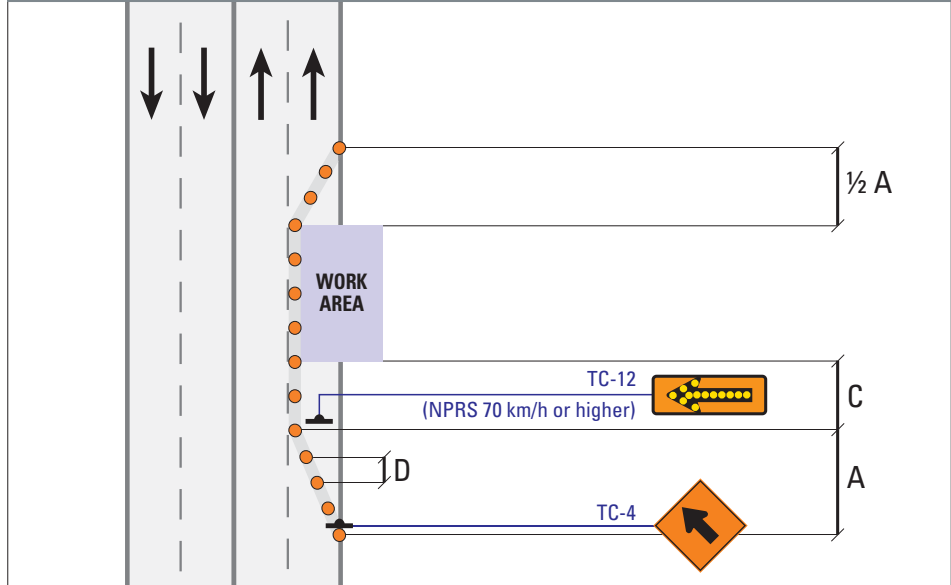 ½ A
WORK
AREA
TC-12
(NPRS 70 km/h or higher)
C
D
A
TC-4